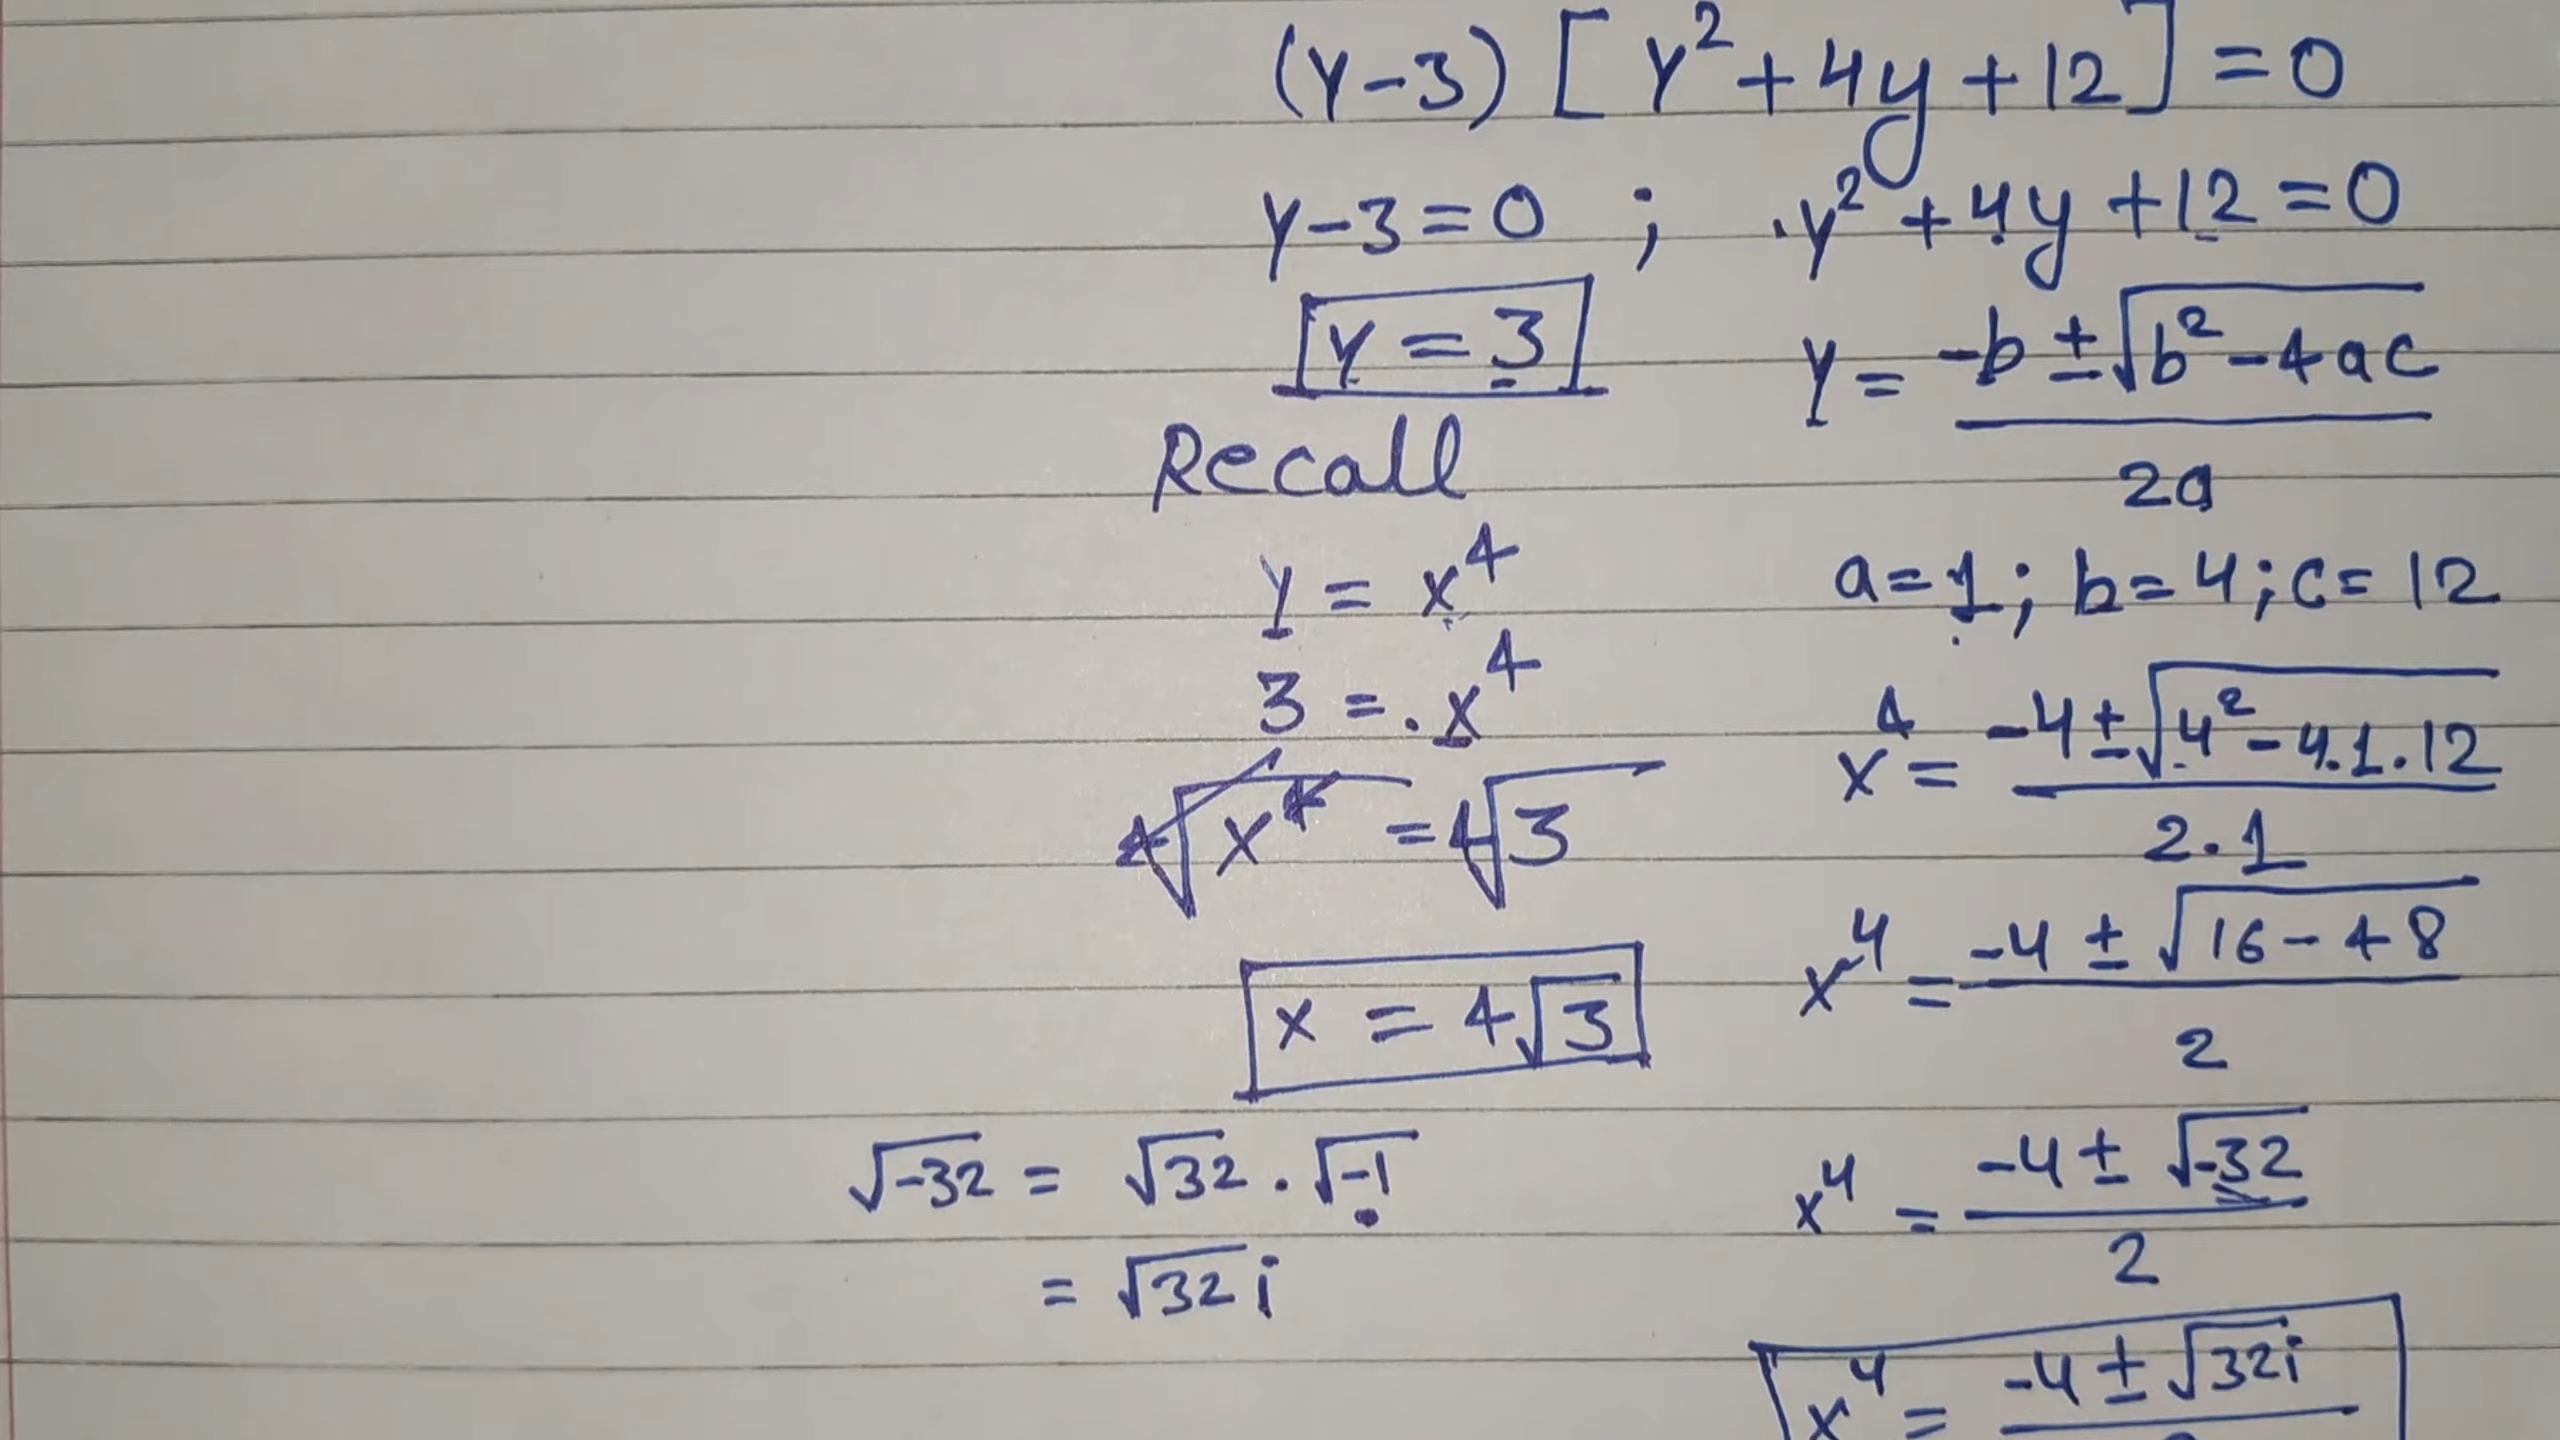 (y-3) [y²+4y+12] = 0
y-3=0 ; y²+4y+12=0
y = 3
Recall
y = x⁴
3 = x⁴
⁴√x⁴ = ⁴√3
x = ⁴√3
√-32 = √32 . √-1
= √32 i
y = -b ± √b²-4ac
2a
a=1; b=4; c=12
x⁴ = -4 ± √4²-4.1.12
2.1
x⁴ = -4 ± √16-48
2
x⁴ = -4 ± √-32
2
x⁴ = -4 ± √32i